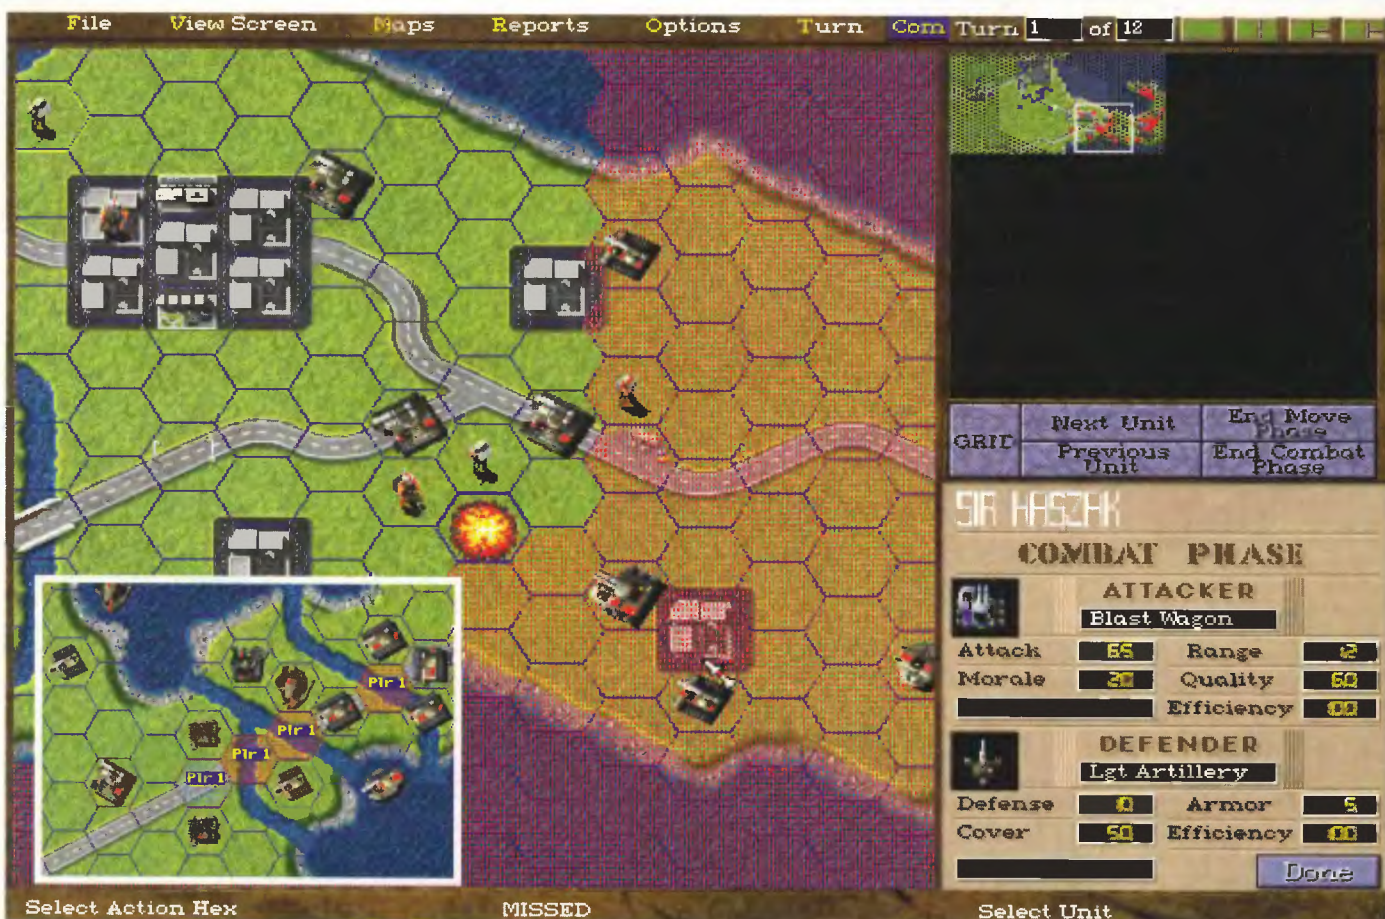 File View Screen Maps Reports Options Turn Com Turn 1 of 12
GRID
Next Unit
End Move Phase
Previous Unit
End Combat Phase
SIR HASZAK
COMBAT PHASE
ATTACKER
Blast Wagon
Attack 65 Range 12
Morale Quality 60
Efficiency
DEFENDER
Lgt Artillery
Defense 0 Armor 5
Cover 50 Efficiency
Done
Plr 1
Plr 1
Plr 1
Plr 1
Select Action Hex MISSED Select Unit